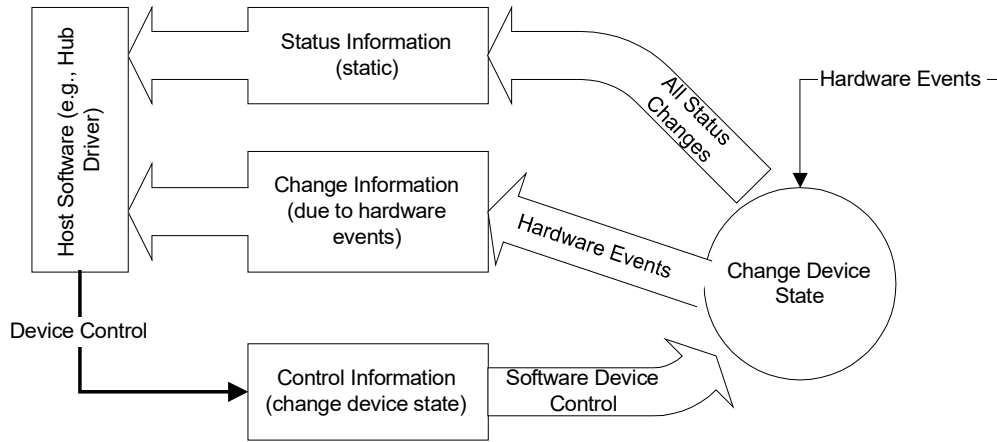 Host Software (e.g., Hub
Driver)
Status Information
(static)
All Status
Changes
Hardware Events
Change Information
(due to hardware
events)
Hardware Events
Change Device
State
Device Control
Control Information
(change device state)
Software Device
Control